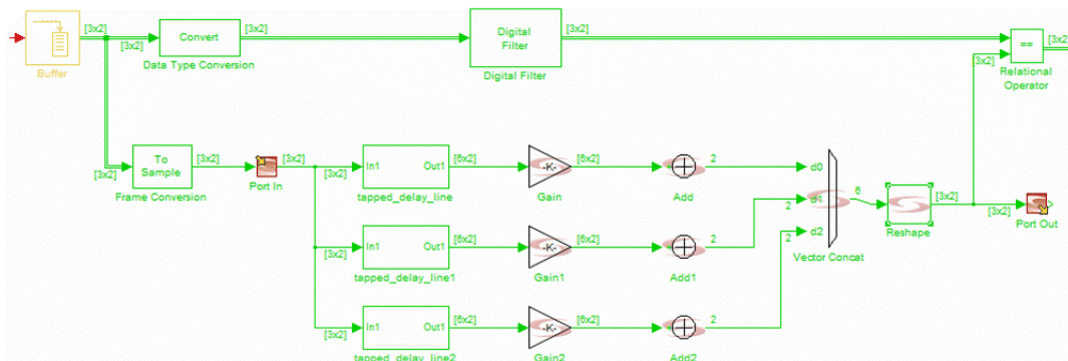 [3x2] [3x2] [3x2] [3x2]
Convert Digital Filter ==
Buffer [3x2] Data Type Conversion Digital Filter [3x2] Relational Operator
To Sample [3x2] [3x2] In1 Out1 [6x2] -K- [6x2] 2 d0
[3x2] Frame Conversion Port In [3x2] tapped_delay_line Gain Add
In1 Out1 [6x2] -K- [6x2] 2 2 d1 6 [3x2]
[3x2] tapped_delay_line1 Gain1 Add1 2 d2 Reshape [3x2] Port Out
Vector Concat
In1 Out1 [6x2] -K- [6x2] 2
[3x2] tapped_delay_line2 Gain2 Add2